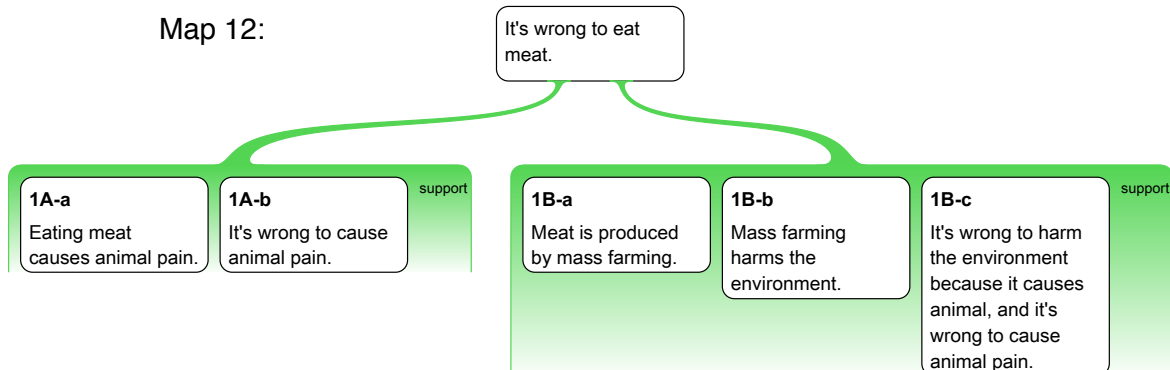 Map 12:
It's wrong to eat
meat.
support
1A-a
Eating meat
causes animal pain.
1A-b
It's wrong to cause
animal pain.
support
1B-a
Meat is produced
by mass farming.
1B-b
Mass farming
harms the
environment.
1B-c
It's wrong to harm
the environment
because it causes
animal, and it's
wrong to cause
animal pain.